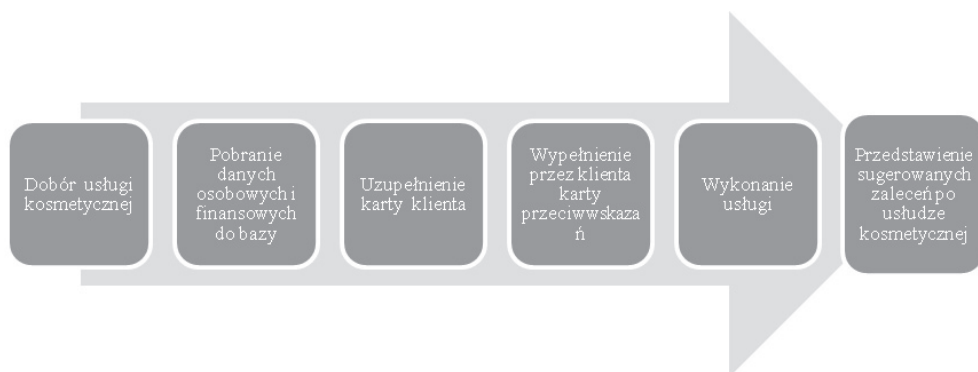 Dobór usługi
kosmetycznej
Pobranie
danych
osobowych i
finansowych
do bazy
Uzupełnienie
karty klienta
Wypełnienie
przez klienta
karty
przeciwwskaza
ń
Wykonanie
usługi
Przedstawienie
sugerowanych
zaleceń po
usłudze
kosmetycznej